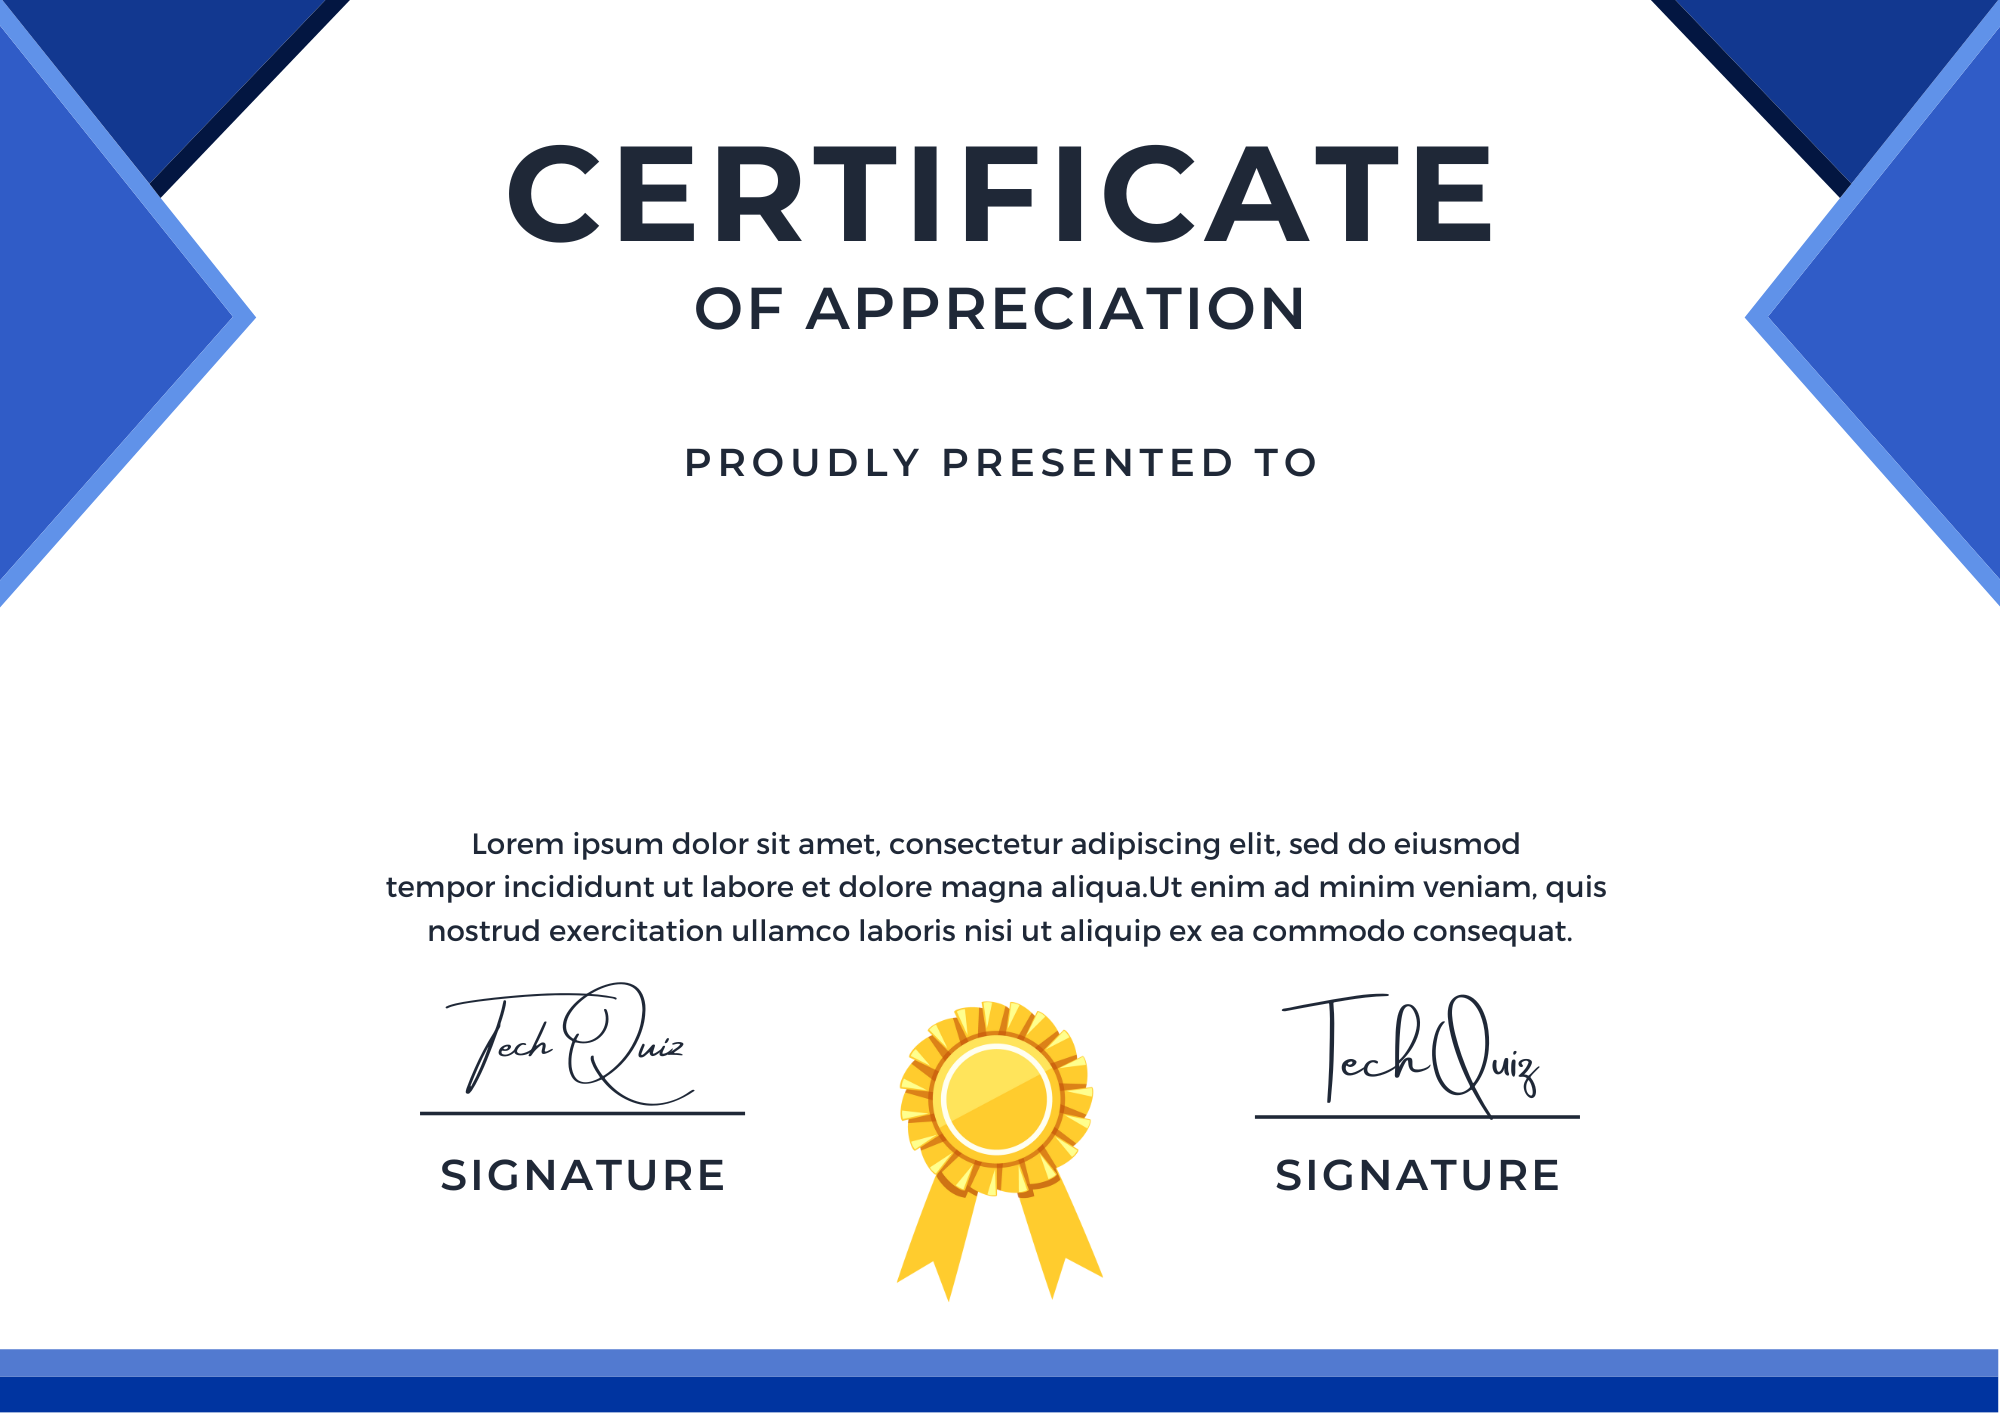 CERTIFICATE
OF APPRECIATION
PROUDLY PRESENTED TO
Lorem ipsum dolor sit amet, consectetur adipiscing elit, sed do eiusmod
tempor incididunt ut labore et dolore magna aliqua.Ut enim ad minim veniam, quis
nostrud exercitation ullamco laboris nisi ut aliquip ex ea commodo consequat.
Tech Quiz
TechQuiz
SIGNATURE
SIGNATURE